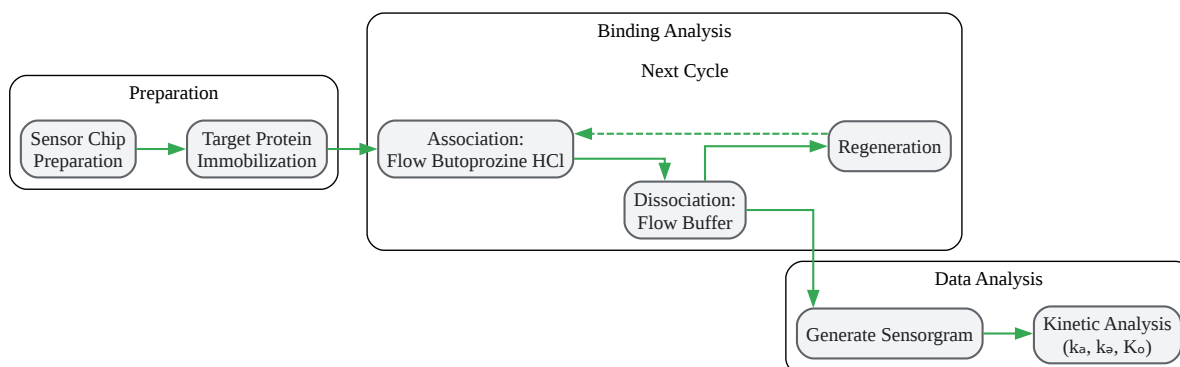 Preparation
Sensor Chip
Preparation
Target Protein
Immobilization
Binding Analysis
Next Cycle
Association:
Flow Butoprozine HCl
Dissociation:
Flow Buffer
Regeneration
Data Analysis
Generate Sensorgram
Kinetic Analysis
(kₐ, kₔ, Kₒ)